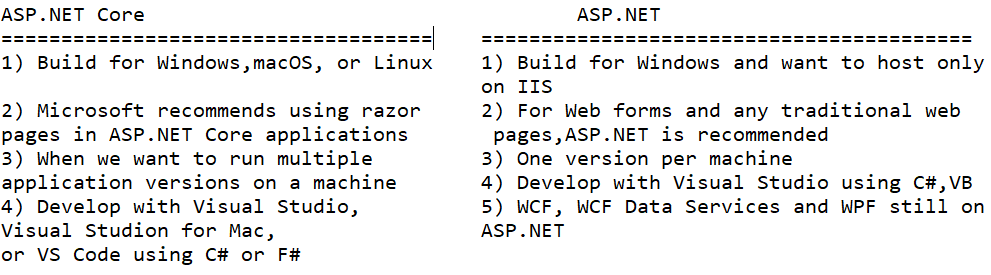 ASP.NET Core
====================================
1) Build for Windows,macOS, or Linux
2) Microsoft recommends using razor
pages in ASP.NET Core applications
3) When we want to run multiple
application versions on a machine
4) Develop with Visual Studio,
Visual Studion for Mac,
or VS Code using C# or F#
ASP.NET
=========================================
1) Build for Windows and want to host only
on IIS
2) For Web forms and any traditional web
pages,ASP.NET is recommended
3) One version per machine
4) Develop with Visual Studio using C#,VB
5) WCF, WCF Data Services and WPF still on
ASP.NET